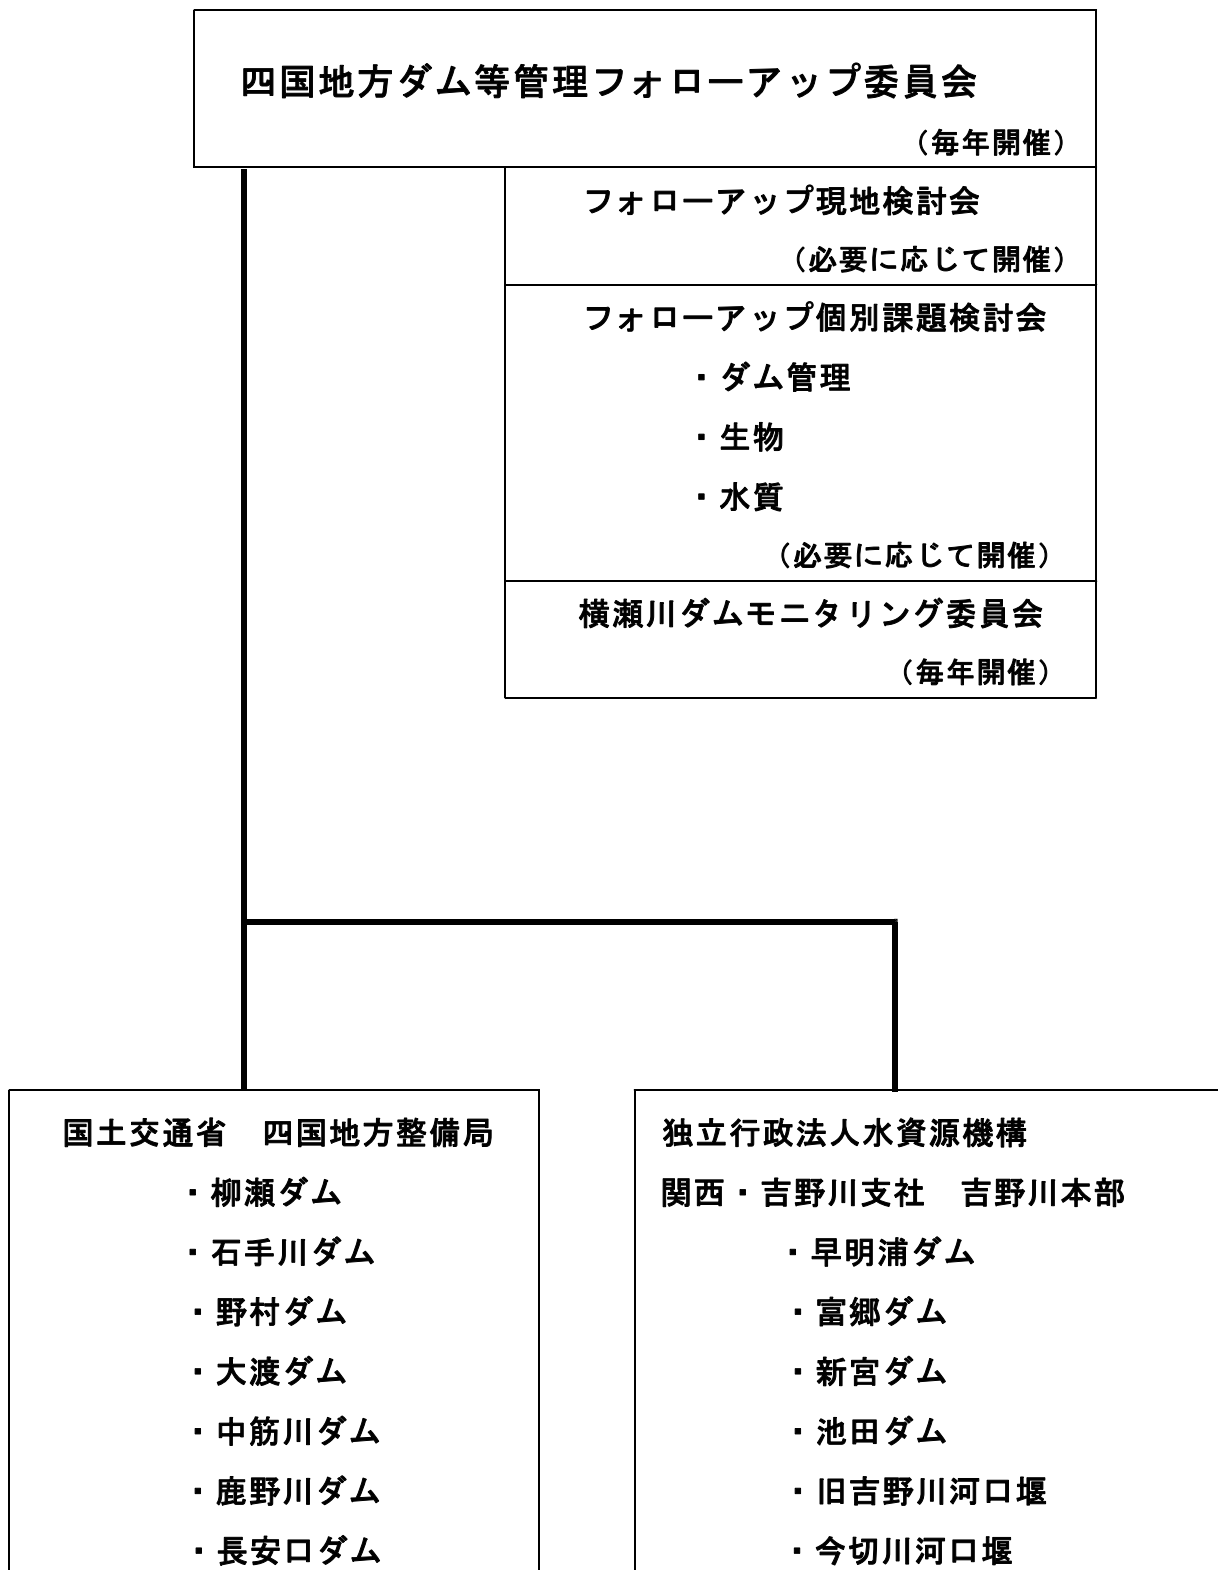 四国地方ダム等管理フォローアップ委員会
（毎年開催）
フォローアップ現地検討会
（必要に応じて開催）
フォローアップ個別課題検討会
・ダム管理
・生物
・水質
（必要に応じて開催）
横瀬川ダムモニタリング委員会
（毎年開催）
国土交通省　四国地方整備局
・柳瀬ダム
・石手川ダム
・野村ダム
・大渡ダム
・中筋川ダム
・鹿野川ダム
・長安口ダム
独立行政法人水資源機構
関西・吉野川支社　吉野川本部
・早明浦ダム
・富郷ダム
・新宮ダム
・池田ダム
・旧吉野川河口堰
・今切川河口堰